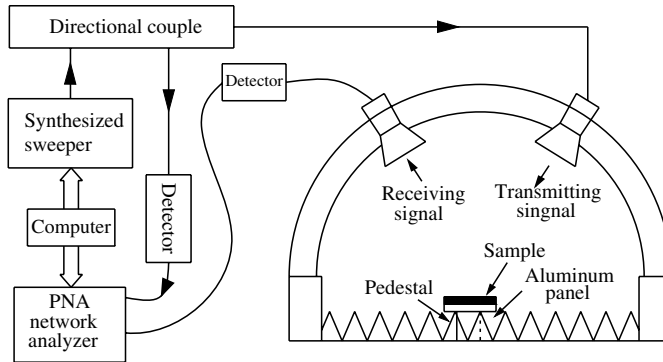 Directional couple
Detector
Synthesized
sweeper
Receiving
signal
Transmitting
singnal
Detector
Computer
Sample
Pedestal
Aluminum
panel
PNA
network
analyzer